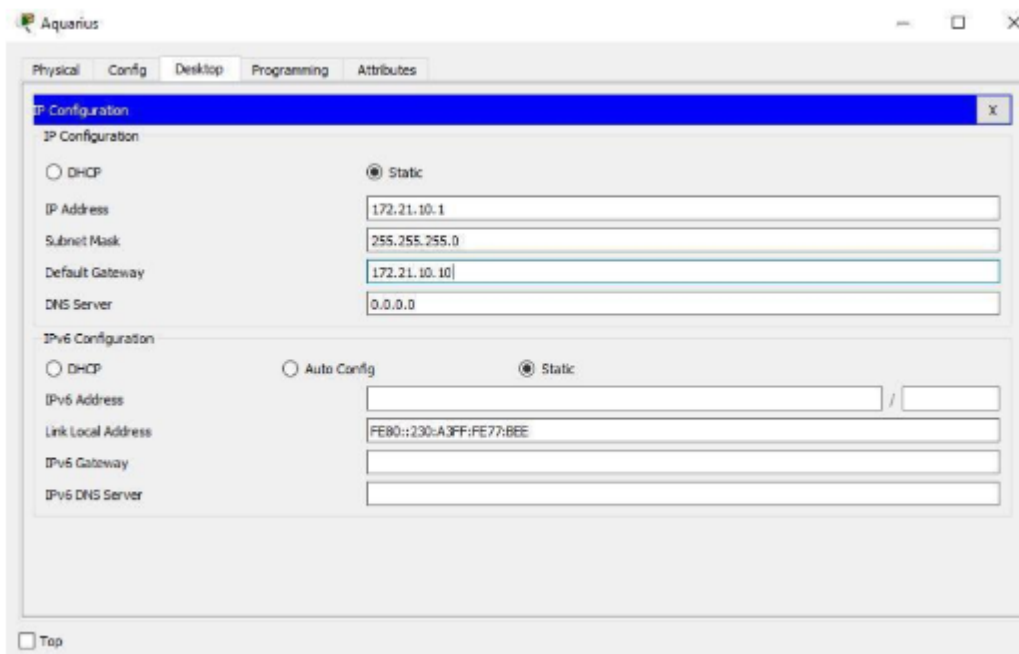 Aquarius
Physical Config Desktop Programming Attributes
IP Configuration X
IP Configuration
DHCP Static
IP Address 172.21.10.1
Subnet Mask 255.255.255.0
Default Gateway 172.21.10.10
DNS Server 0.0.0.0
IPv6 Configuration
DHCP Auto Config Static
IPv6 Address /
Link Local Address FE80::230:A3FF:FE77:BEE
IPv6 Gateway
IPv6 DNS Server
Top